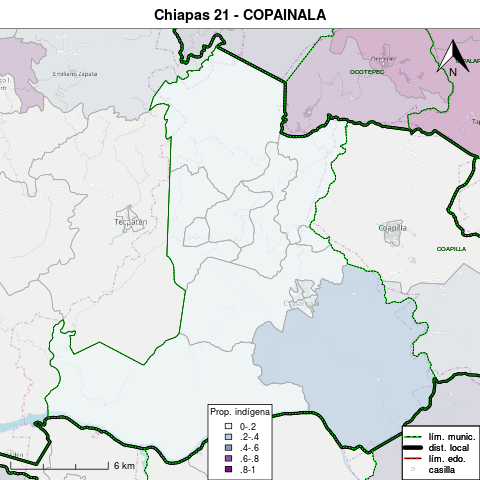 Chiapas 21 - COPAINALA
Emiliano Zapata
OCOTEPEC
N
Tecpatán
Coapilla
COAPILLA
Copainalá
Prop. indígena
0-.2
.2-.4
.4-.6
.6-.8
.8-1
lím. munic.
dist. local
lím. edo.
casilla
6 km